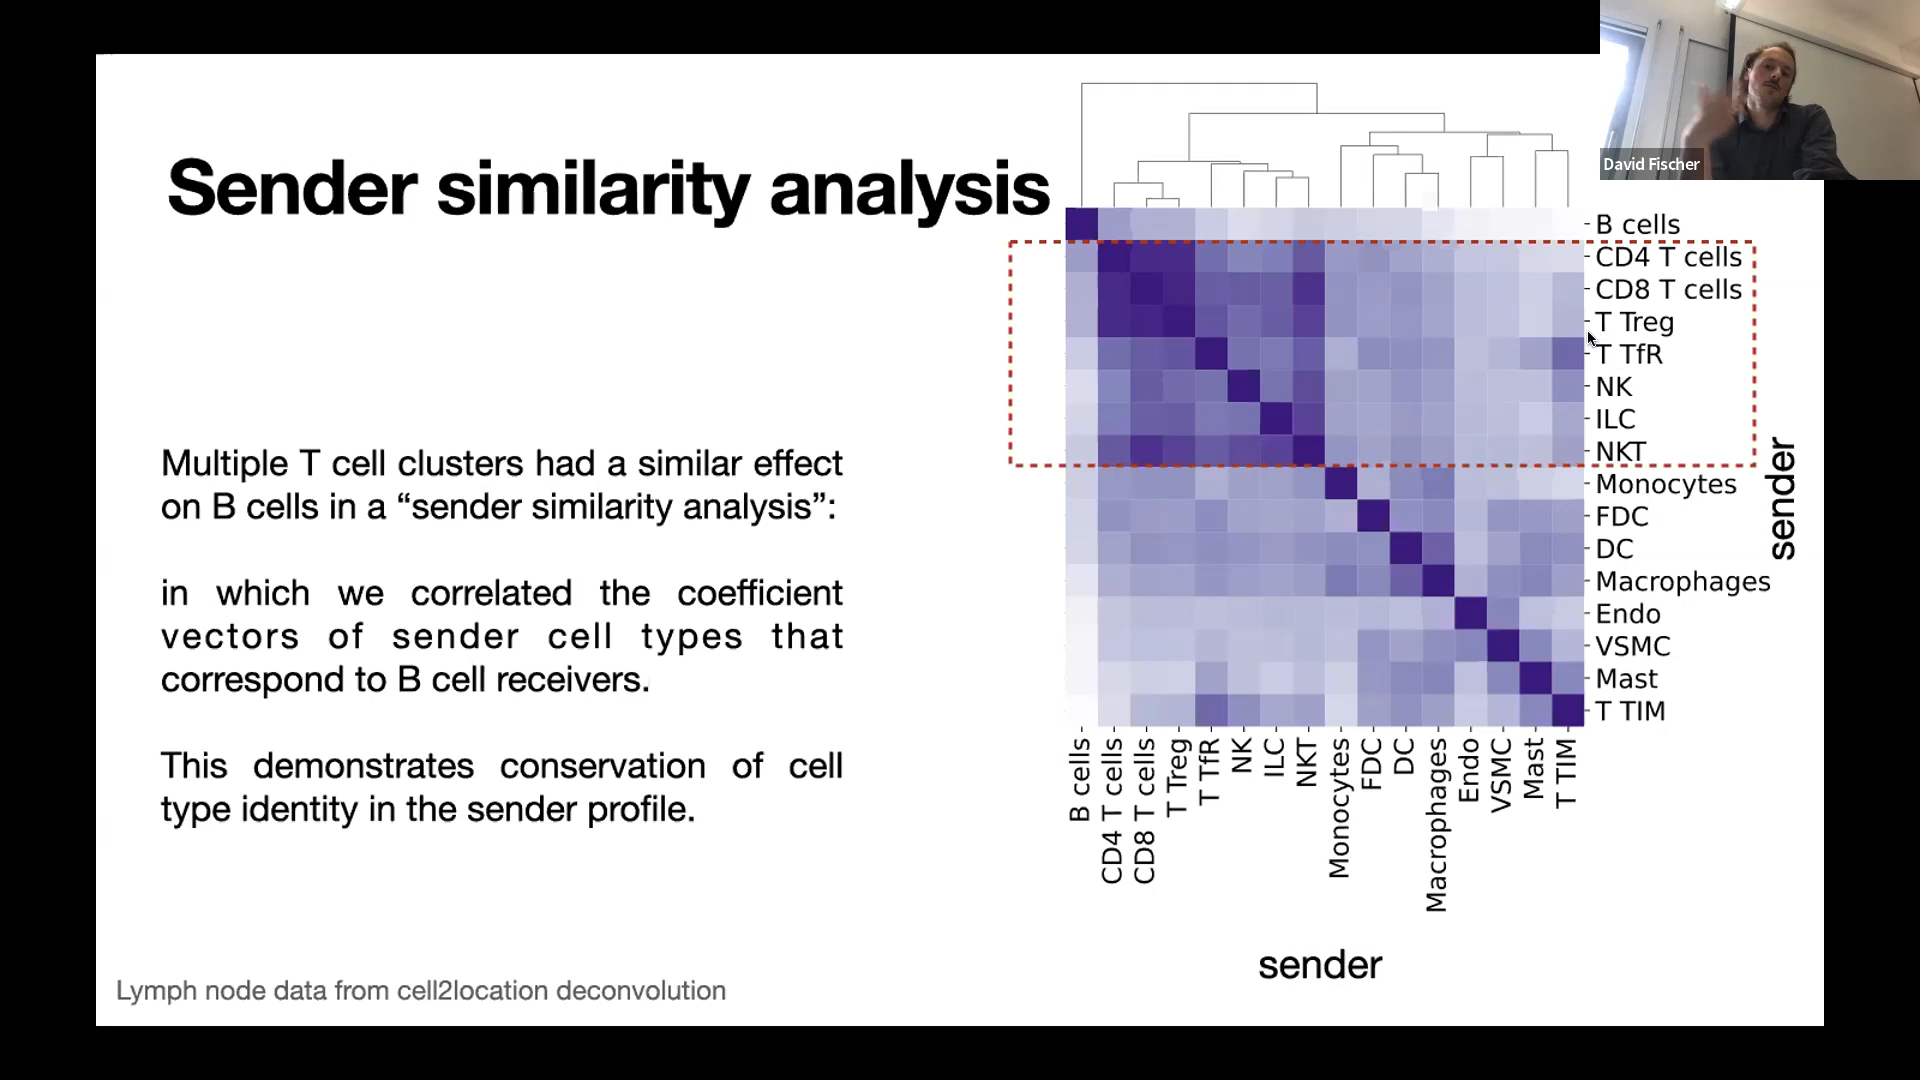 David Fischer
Sender similarity analysis
Multiple T cell clusters had a similar effect
on B cells in a “sender similarity analysis”:
in which we correlated the coefficient
vectors of sender cell types that
correspond to B cell receivers.
This demonstrates conservation of cell
type identity in the sender profile.
Lymph node data from cell2location deconvolution
B cells
CD4 T cells
CD8 T cells
T Treg
T TfR
NK
ILC
NKT
Monocytes
FDC
DC
Macrophages
Endo
VSMC
Mast
T TIM
sender
B cells
CD4 T cells
CD8 T cells
T Treg
T TfR
NK
ILC
NKT
Monocytes
FDC
DC
Macrophages
Endo
VSMC
Mast
T TIM
sender